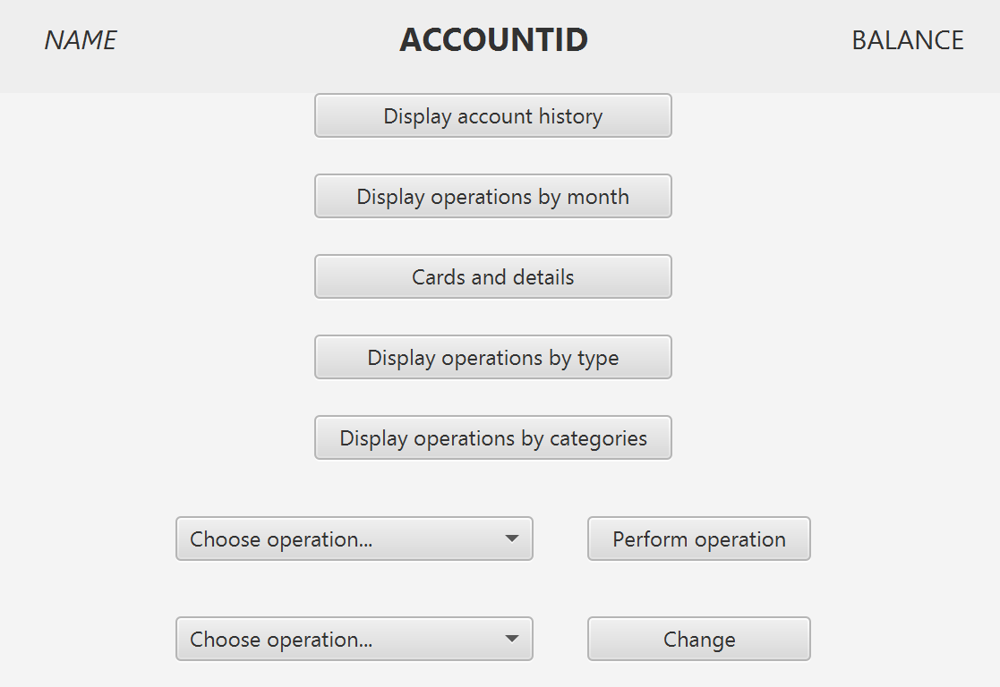 NAME
ACCOUNTID
BALANCE
Display account history
Display operations by month
Cards and details
Display operations by type
Display operations by categories
Choose operation...
Perform operation
Choose operation...
Change